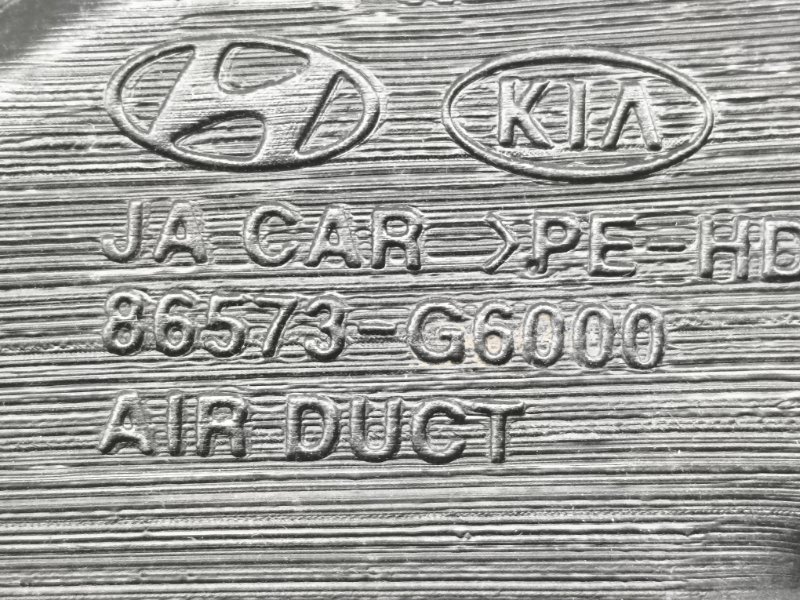 KIA
JA CAR >PE-HD
86573-G6000
AIR DUCT